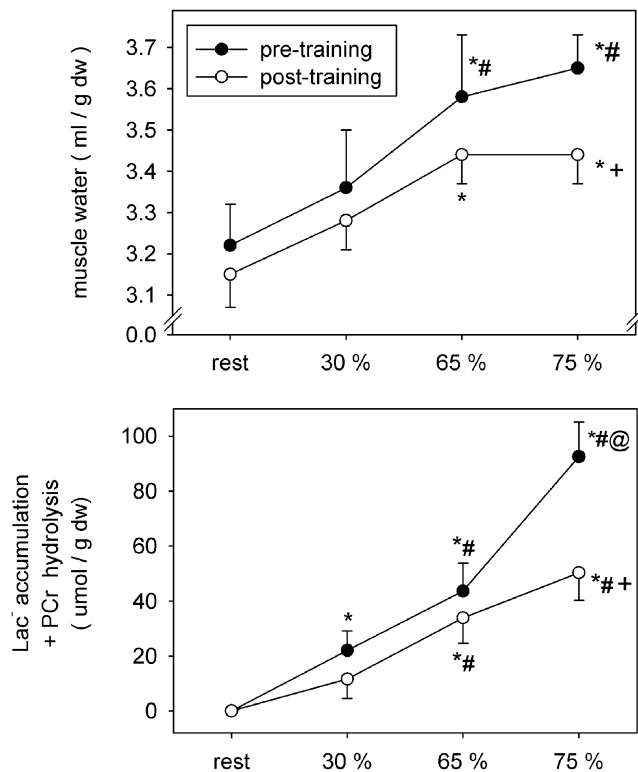 3.7
3.6
3.5
3.4
3.3
3.2
3.1
0.0
muscle water ( ml / g dw )
pre-training
post-training
*#
*#
*
* +
rest 30 % 65 % 75 %
100
80
60
40
20
0
Lac⁻ accumulation
+ PCr hydrolysis
( umol / g dw )
*#@
*#
*
*#+
*#
rest 30 % 65 % 75 %